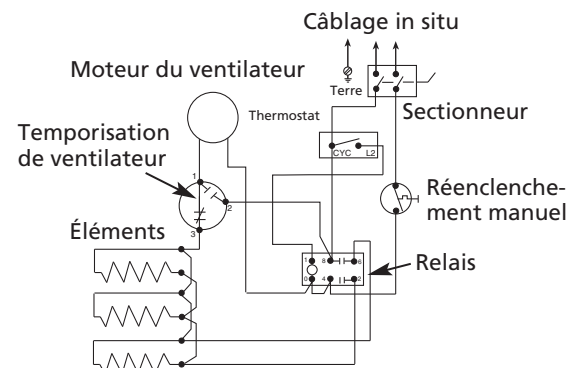 Câblage in situ
Moteur du ventilateur
Terre
Thermostat
Sectionneur
Temporisation
de ventilateur
CYC L2
1
2
3
Réenclenche-
ment manuel
Éléments
1 8 6
0 4 2
Relais